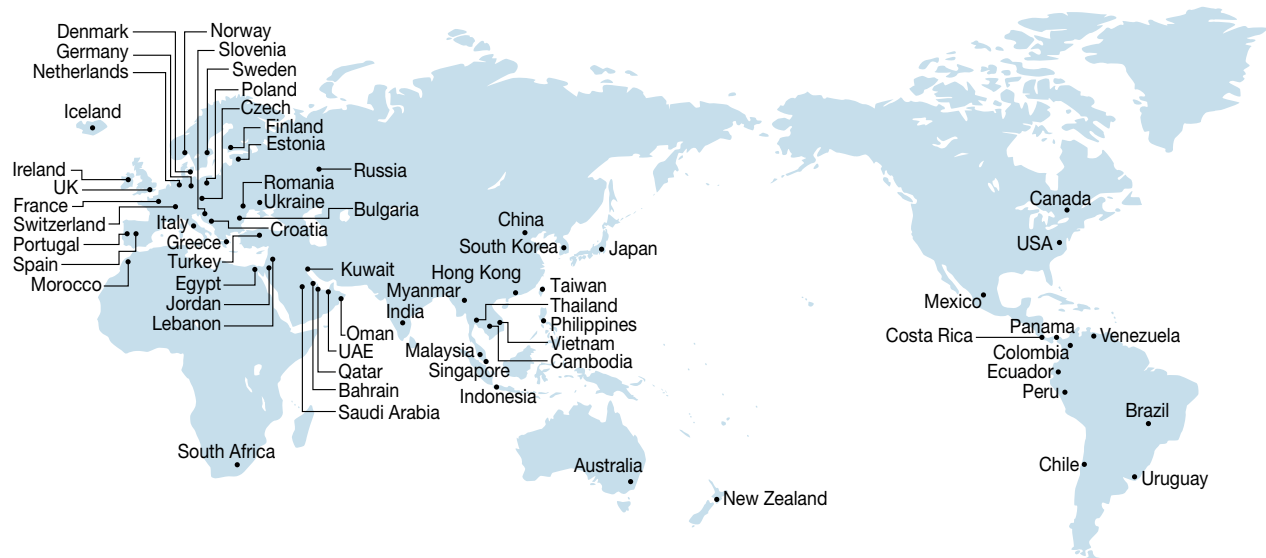 Denmark
Norway
Germany
Slovenia
Netherlands
Sweden
Poland
Czech
Iceland
Finland
Estonia
Ireland
Russia
UK
Romania
France
Ukraine
Switzerland
Italy
Bulgaria
Portugal
Greece
Croatia
Spain
Turkey
Morocco
Egypt
Kuwait
Jordan
Lebanon
Oman
UAE
Qatar
Bahrain
Saudi Arabia
South Africa
China
South Korea
Japan
Hong Kong
Myanmar
Taiwan
India
Thailand
Philippines
Vietnam
Malaysia
Cambodia
Singapore
Indonesia
Australia
New Zealand
Canada
USA
Mexico
Costa Rica
Panama
Venezuela
Colombia
Ecuador
Peru
Brazil
Chile
Uruguay